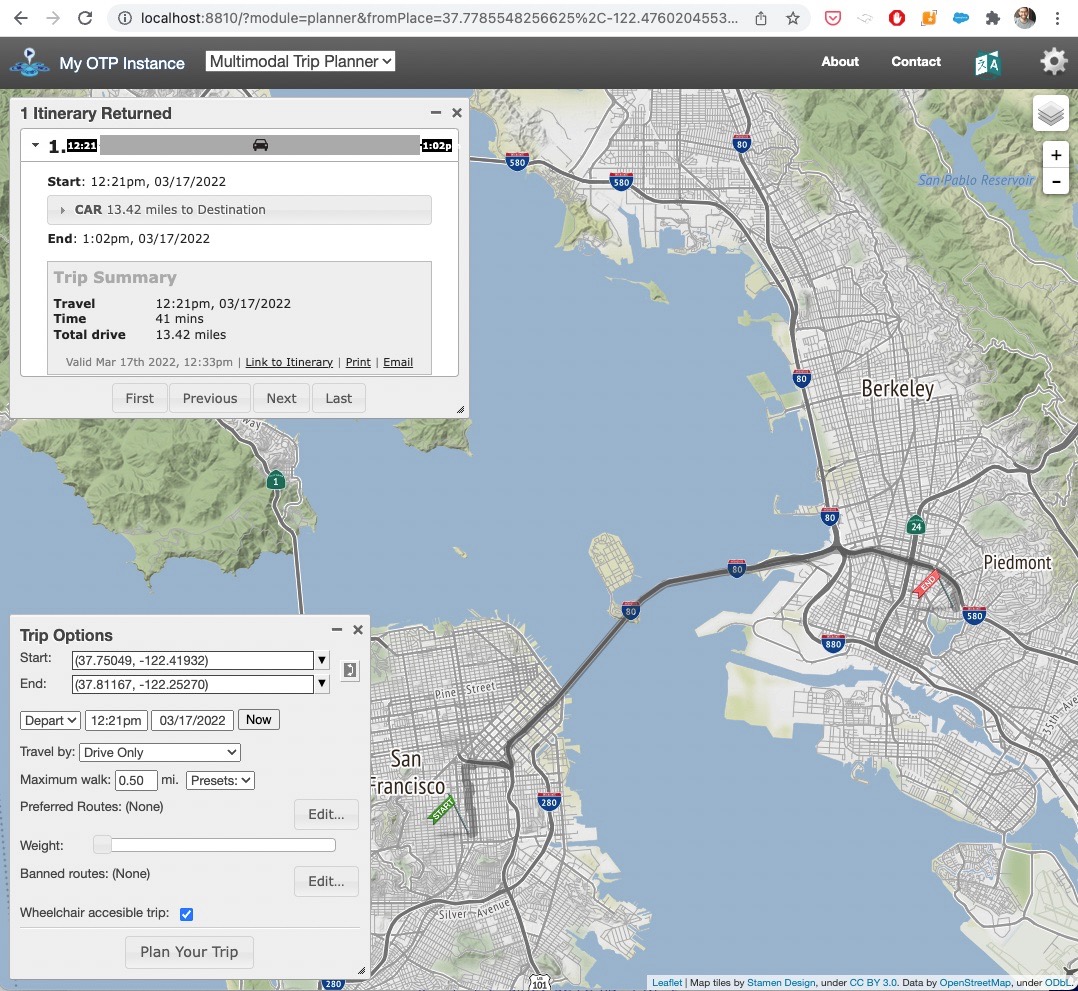 localhost:8810/?module=planner&fromPlace=37.7785548256625%2C-122.4760204553...
My OTP Instance
Multimodal Trip Planner
About
Contact
1 Itinerary Returned
1.
12:21
1:02p
Start: 12:21pm, 03/17/2022
CAR 13.42 miles to Destination
End: 1:02pm, 03/17/2022
Trip Summary
Travel 12:21pm, 03/17/2022
Time 41 mins
Total drive 13.42 miles
Valid Mar 17th 2022, 12:33pm | Link to Itinerary | Print | Email
First Previous Next Last
+
-
580
580
80
San Pablo Reservoir
80
Berkeley
way
1
80
24
80
Piedmont
END
80
580
880
35th Avenue
Pine Street
San
Francisco
START
280
Silver Avenue
280
US
101
Trip Options
Start: (37.75049, -122.41932)
End: (37.81167, -122.25270)
Depart 12:21pm 03/17/2022 Now
Travel by: Drive Only
Maximum walk: 0.50 mi. Presets:
Preferred Routes: (None)
Edit...
Weight:
Banned routes: (None)
Edit...
Wheelchair accesible trip:
Plan Your Trip
Leaflet | Map tiles by Stamen Design, under CC BY 3.0. Data by OpenStreetMap, under ODbL.